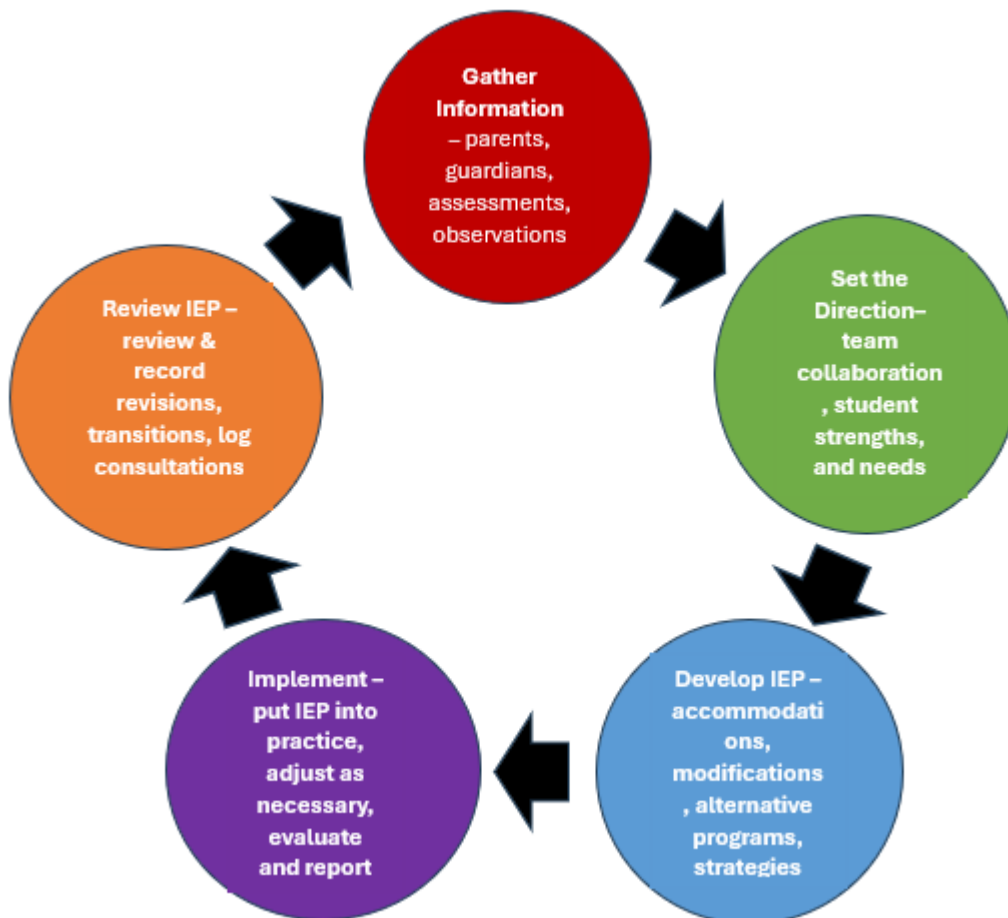 Gather
Information
– parents,
guardians,
assessments,
observations
Set the
Direction–
team
collaboration
, student
strengths,
and needs
Develop IEP –
accommodati
ons,
modifications
, alternative
programs,
strategies
Implement –
put IEP into
practice,
adjust as
necessary,
evaluate
and report
Review IEP –
review &
record
revisions,
transitions, log
consultations